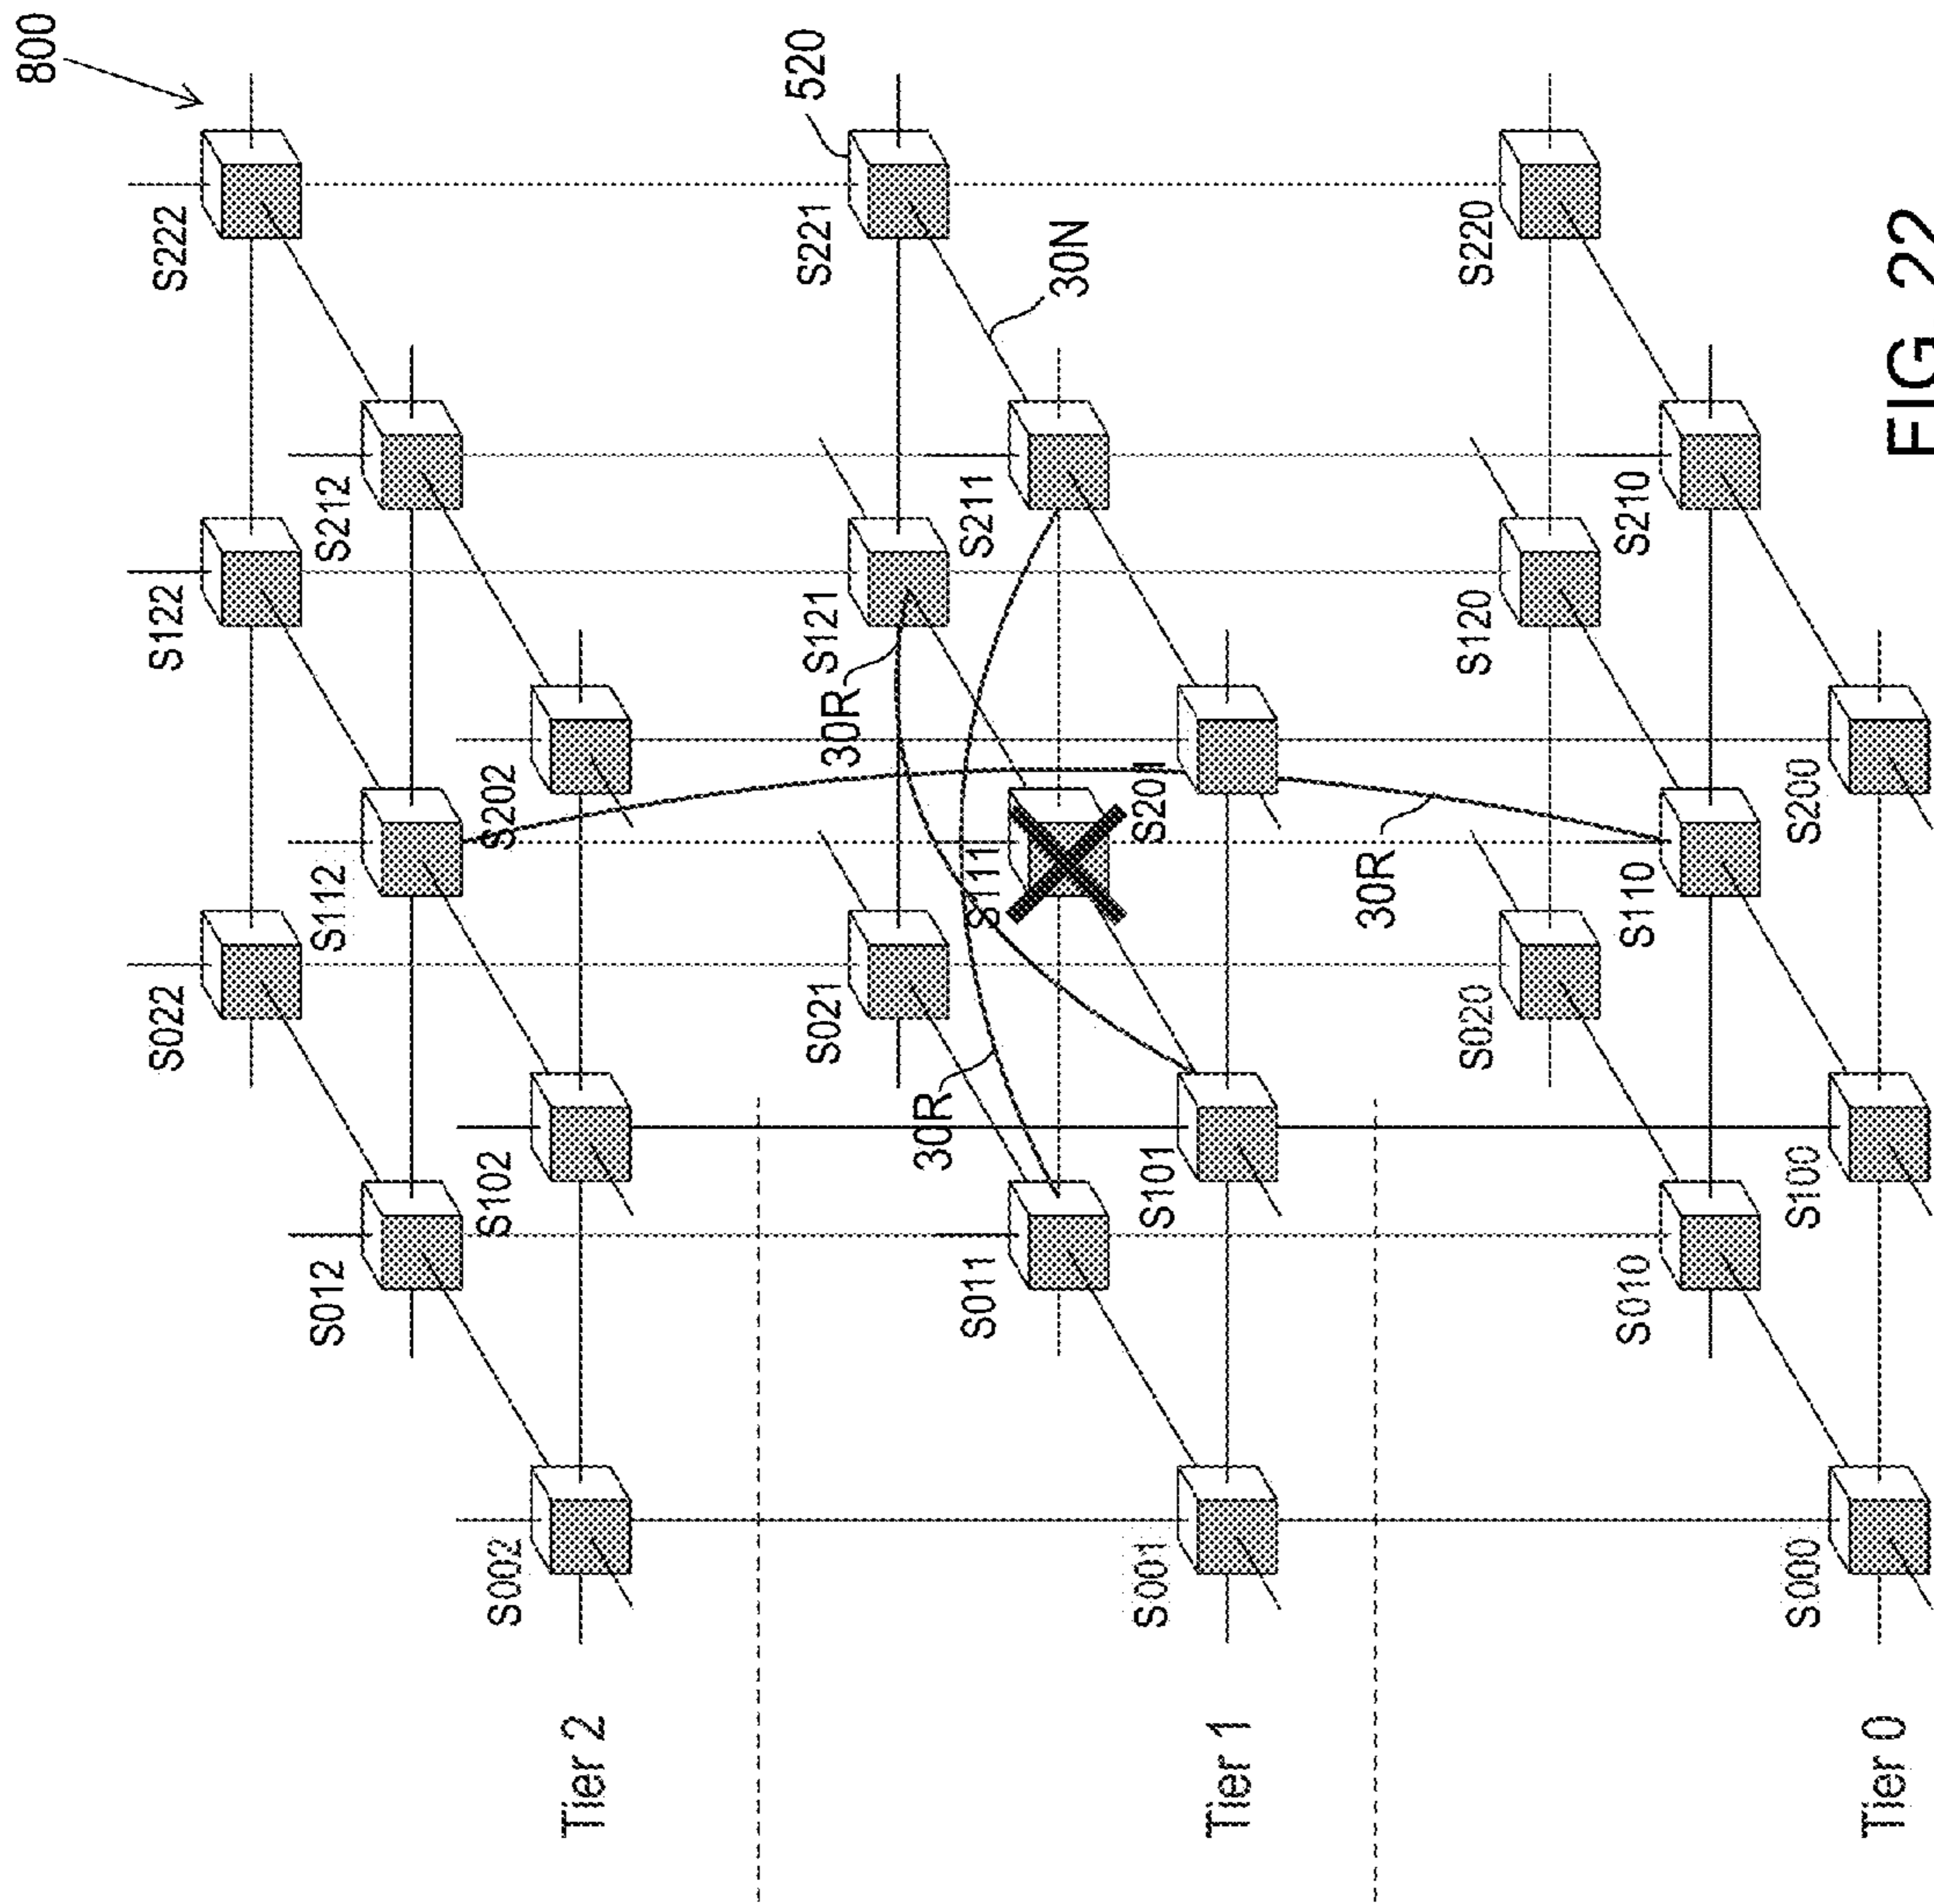 800
S022
S122
S222
S012
S112
S212
S002
S102
S202
Tier 2
520
S021
S121
S221
30R
30N
S011
S111
S211
30R
S001
S101
S201
Tier 1
30R
S020
S120
S220
S010
S110
S210
S000
S100
S200
Tier 0
FIG. 22